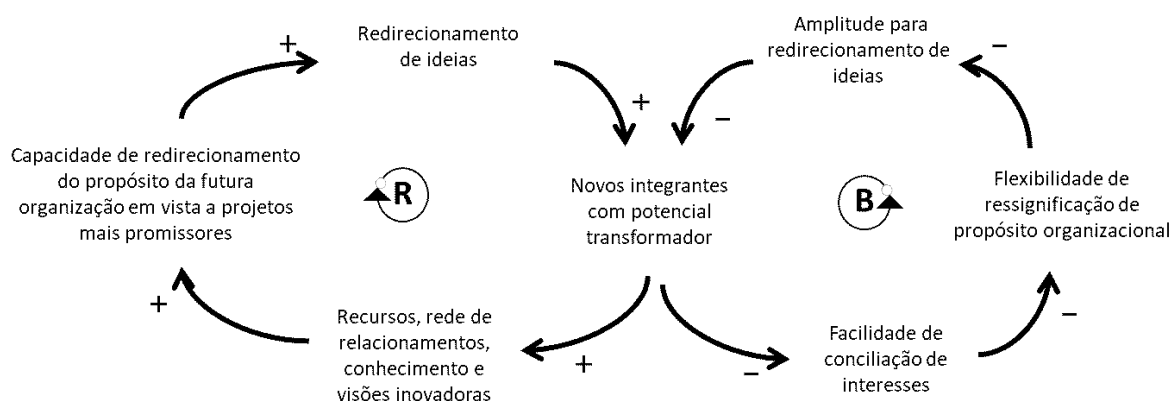 Redirecionamento
de ideias
+
+
Capacidade de redirecionamento
do propósito da futura
organização em vista a projetos
mais promissores
R
Novos integrantes
com potencial
transformador
+
Recursos, rede de
relacionamentos,
conhecimento e
visões inovadoras
+
Amplitude para
redirecionamento de
ideias
−
−
B
Flexibilidade de
ressignificação de
propósito organizacional
−
Facilidade de
conciliação de
interesses
−